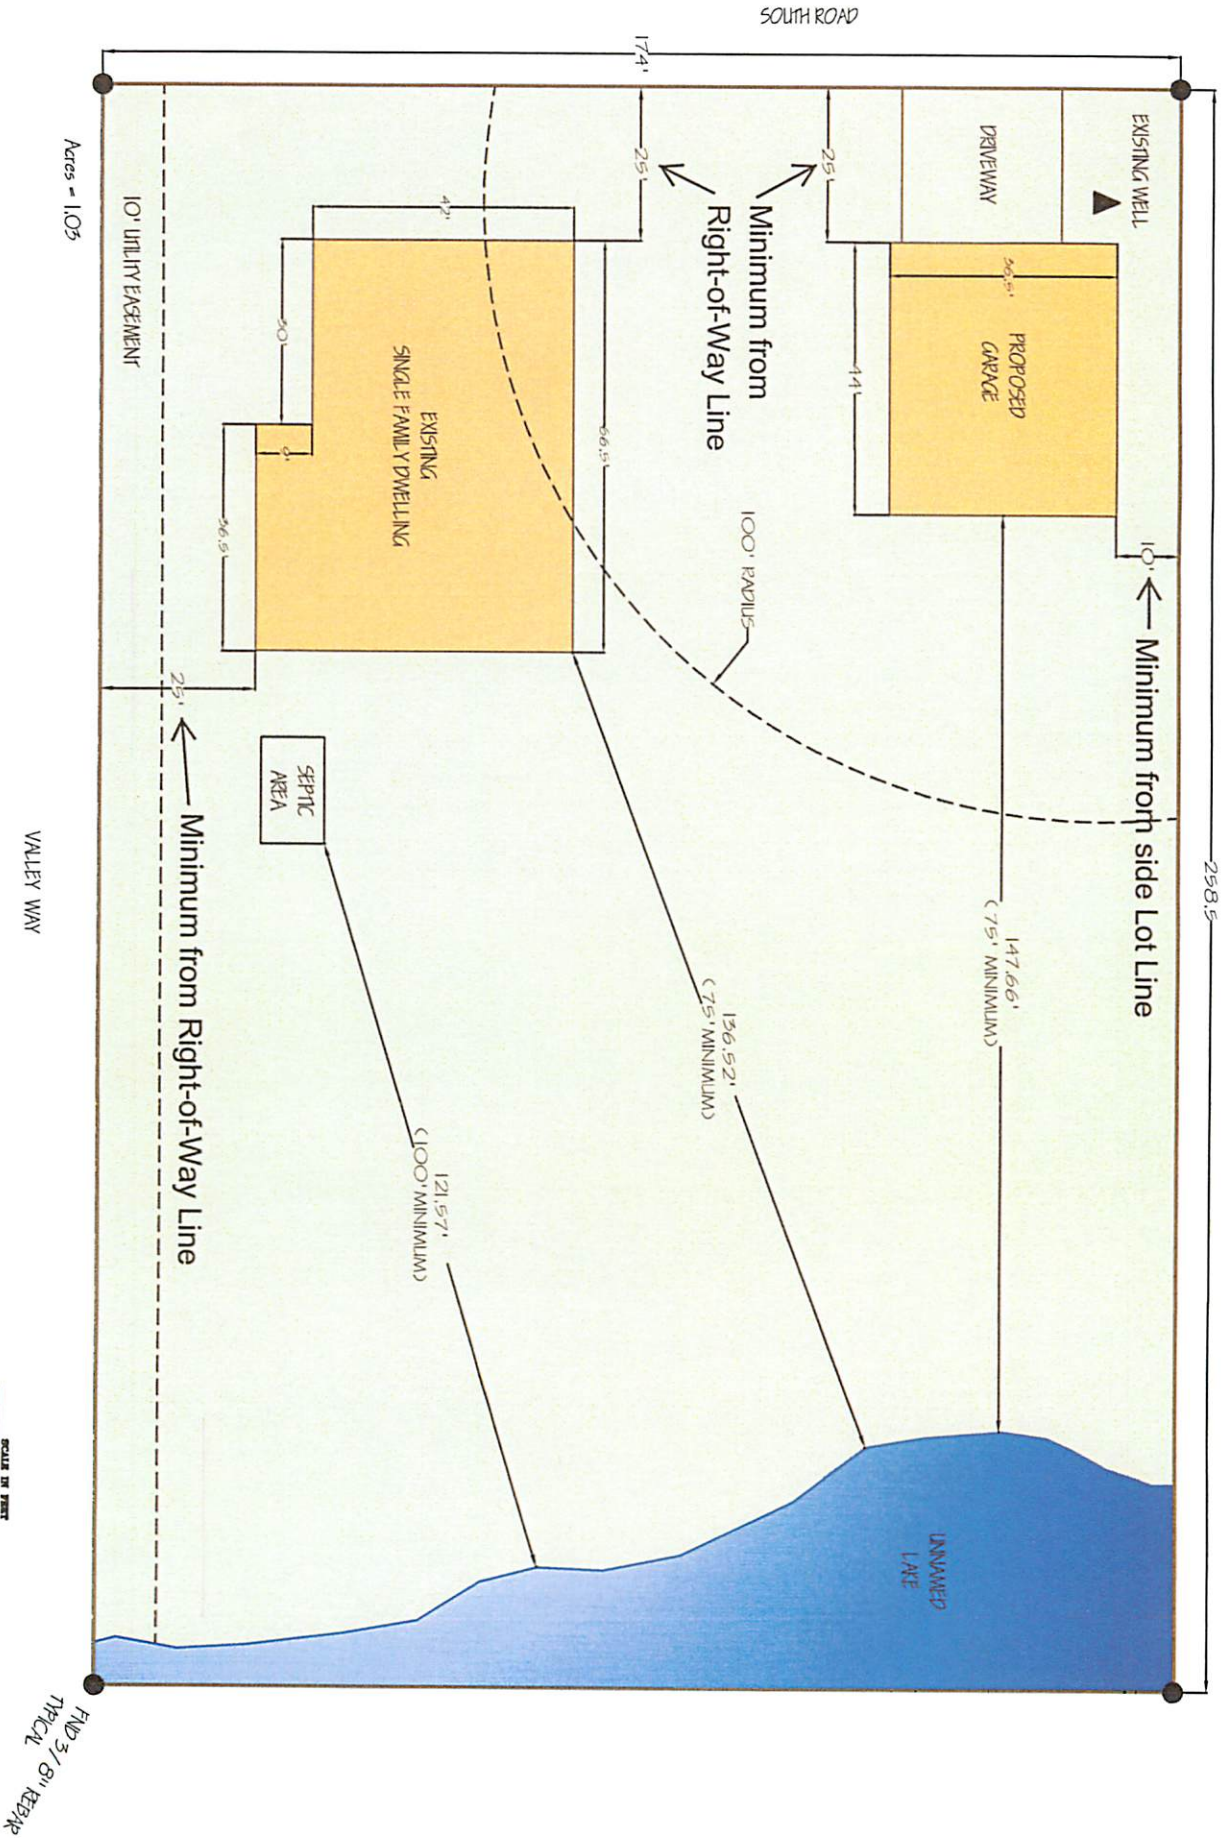 SOUTH ROAD
174'
258.5
EXISTING WELL
DRIVEWAY
25'
25'
Minimum from
Right-of-Way Line
36.5'
PROPOSED
GARAGE
44'
10'
Minimum from side Lot Line
42'
10' UTILITY EASEMENT
Acres = 1.03
30'
EXISTING
SINGLE FAMILY DWELLING
66.5'
9'
36.5'
100' RADIUS
25'
Minimum from Right-of-Way Line
SEPTIC
AREA
VALLEY WAY
147.66'
(75' MINIMUM)
136.52'
(75' MINIMUM)
121.57'
(100' MINIMUM)
UNNAMED
LAKE
SCALE IN FEET
FND 3/8" REBAR
TYPICAL